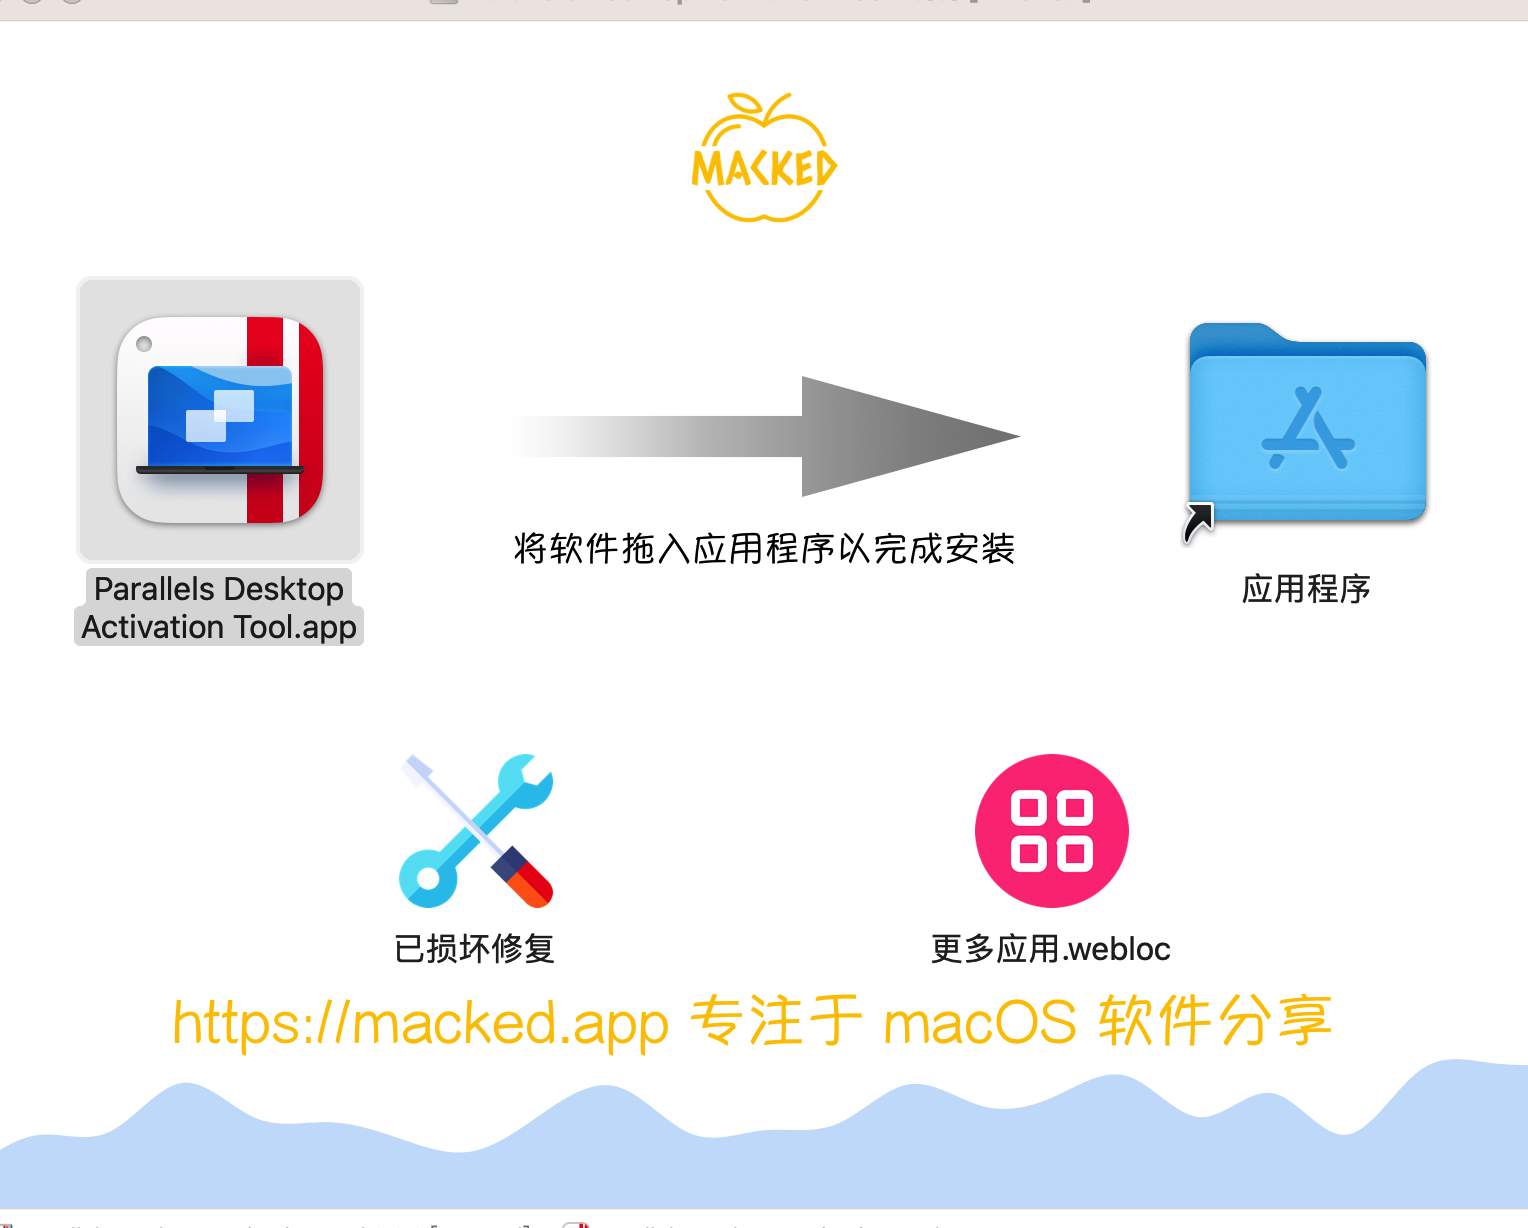 MACKED
将软件拖入应用程序以完成安装
Parallels Desktop
Activation Tool.app
应用程序
已损坏修复
更多应用.webloc
https://macked.app 专注于 macOS 软件分享